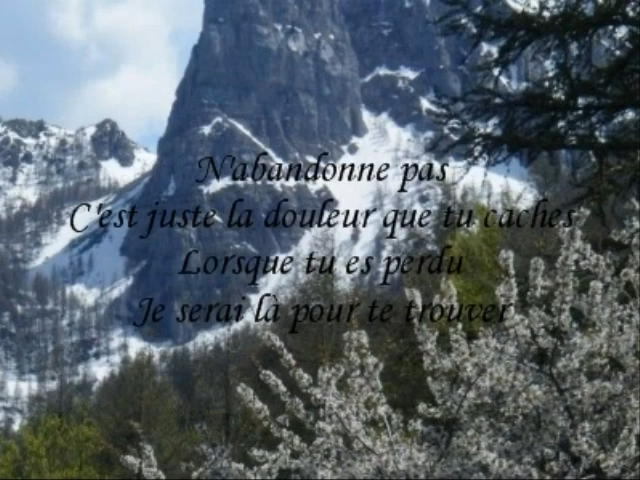 N'abandonne pas
C'est juste la douleur que tu caches
Lorsque tu es perdu
Je serai là pour te trouver